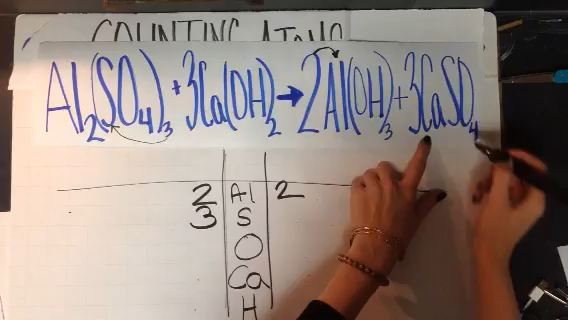 COUNTING ATOMS
Al₂(SO₄)₃ + 3Ca(OH)₂ → 2Al(OH)₃ + 3CaSO₄
2 Al 2
3 S
O
Ca
H